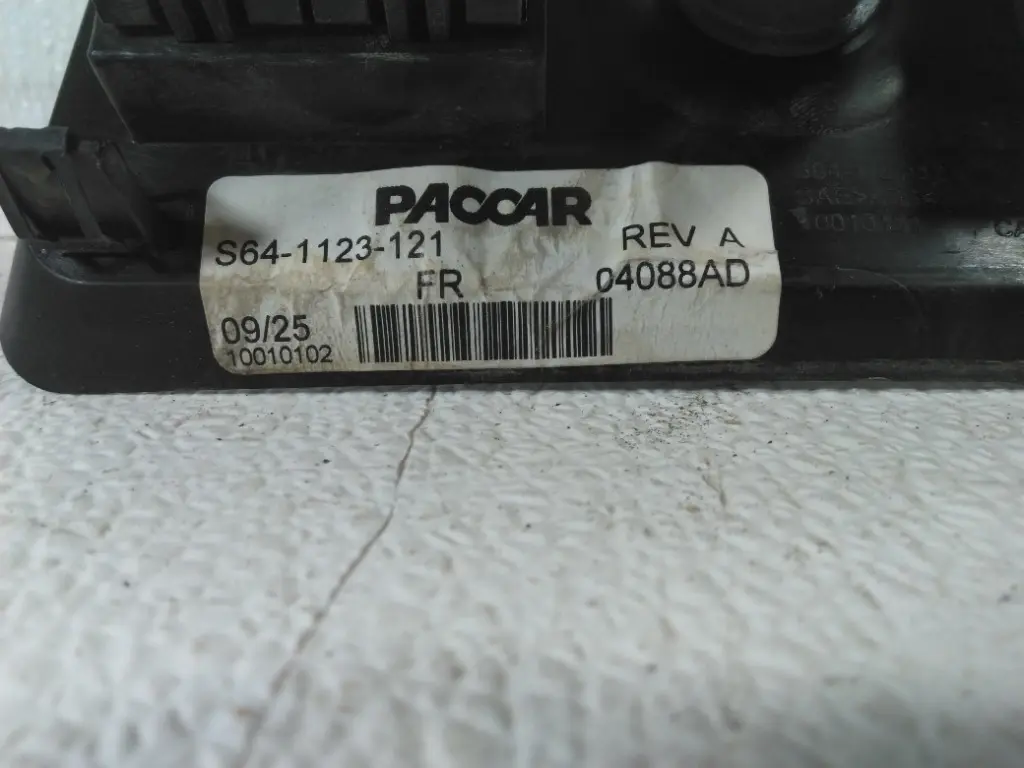 PACCAR
S64-1123-121 REV A
FR 04088AD
09/25
10010102